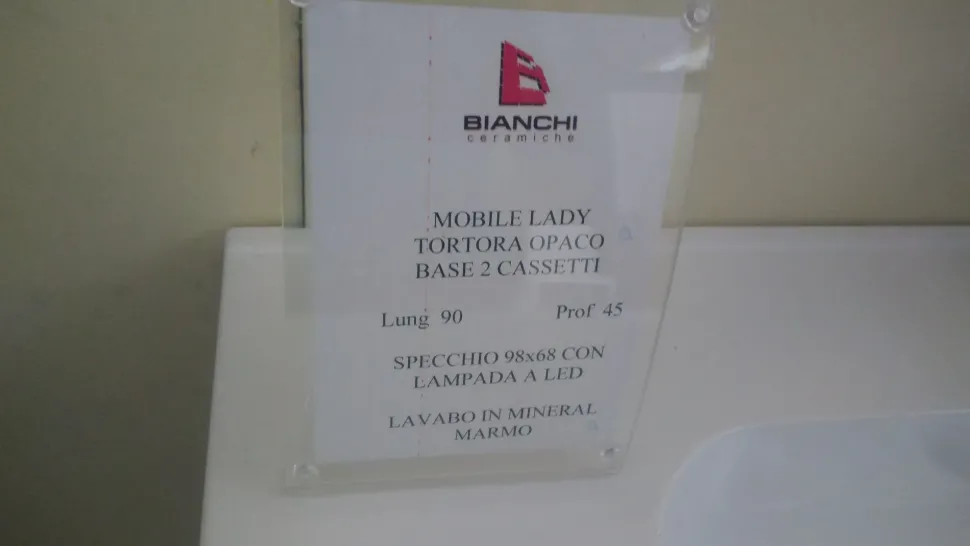 BIANCHI
ceramiche
MOBILE LADY
TORTORA OPACO
BASE 2 CASSETTI
Lung 90 Prof 45
SPECCHIO 98x68 CON
LAMPADA A LED
LAVABO IN MINERAL
MARMO